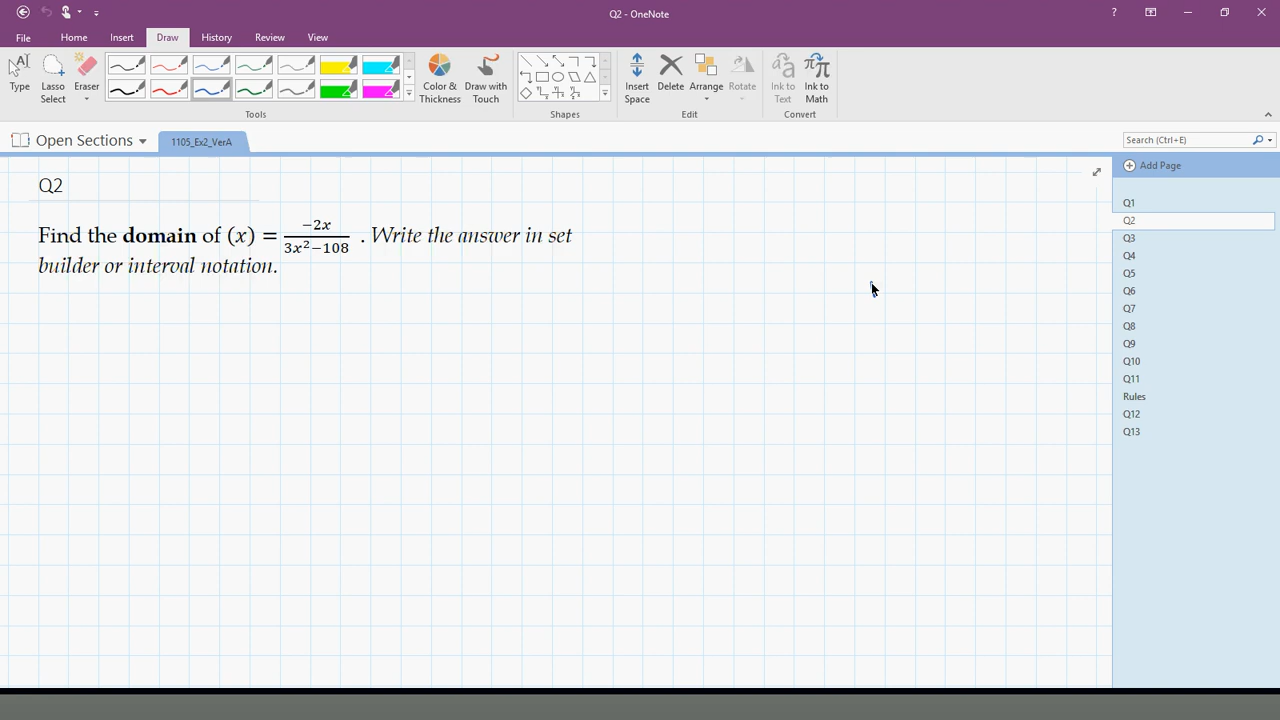 Q2 - OneNote
?
File Home Insert Draw History Review View
Type
Lasso Select
Eraser
Color & Thickness
Draw with Touch
Insert Space
Delete
Arrange
Rotate
Ink to Text
Ink to Math
Tools
Shapes
Edit
Convert
Open Sections
1105_Ex2_VerA
Search (Ctrl+E)
Add Page
Q2
Find the domain of (x) = −2x / 3x²−108 . Write the answer in set
builder or interval notation.
Q1
Q2
Q3
Q4
Q5
Q6
Q7
Q8
Q9
Q10
Q11
Rules
Q12
Q13